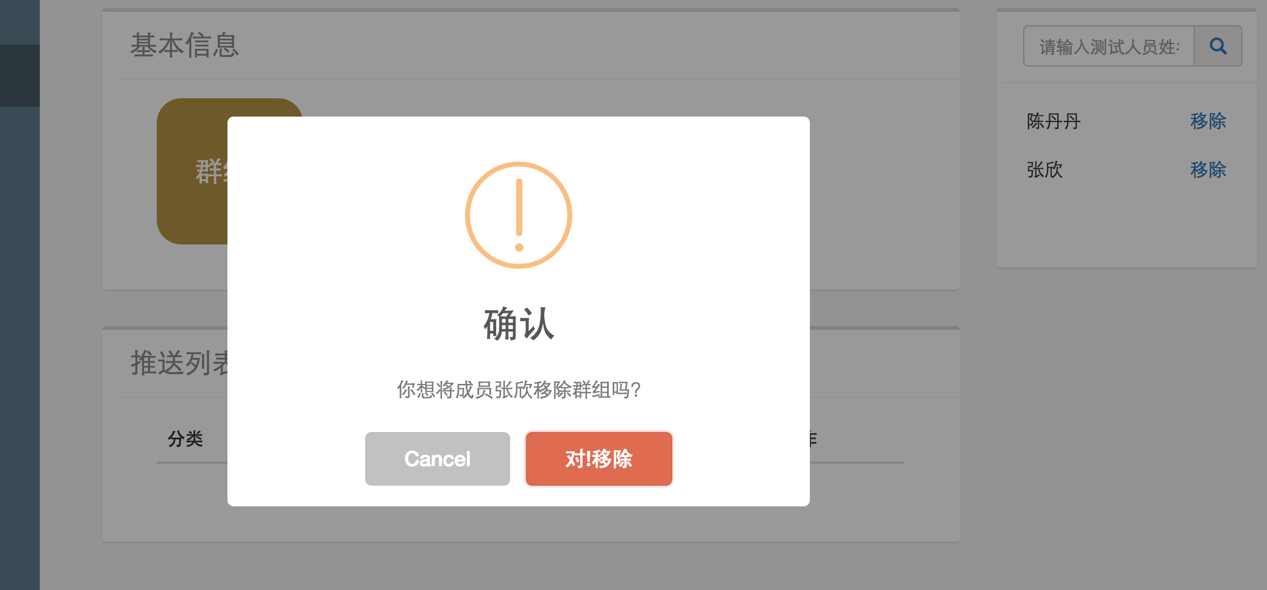 基本信息
请输入测试人员姓
陈丹丹 移除
张欣 移除
确认
你想将成员张欣移除群组吗?
Cancel 对!移除
推送列表
分类